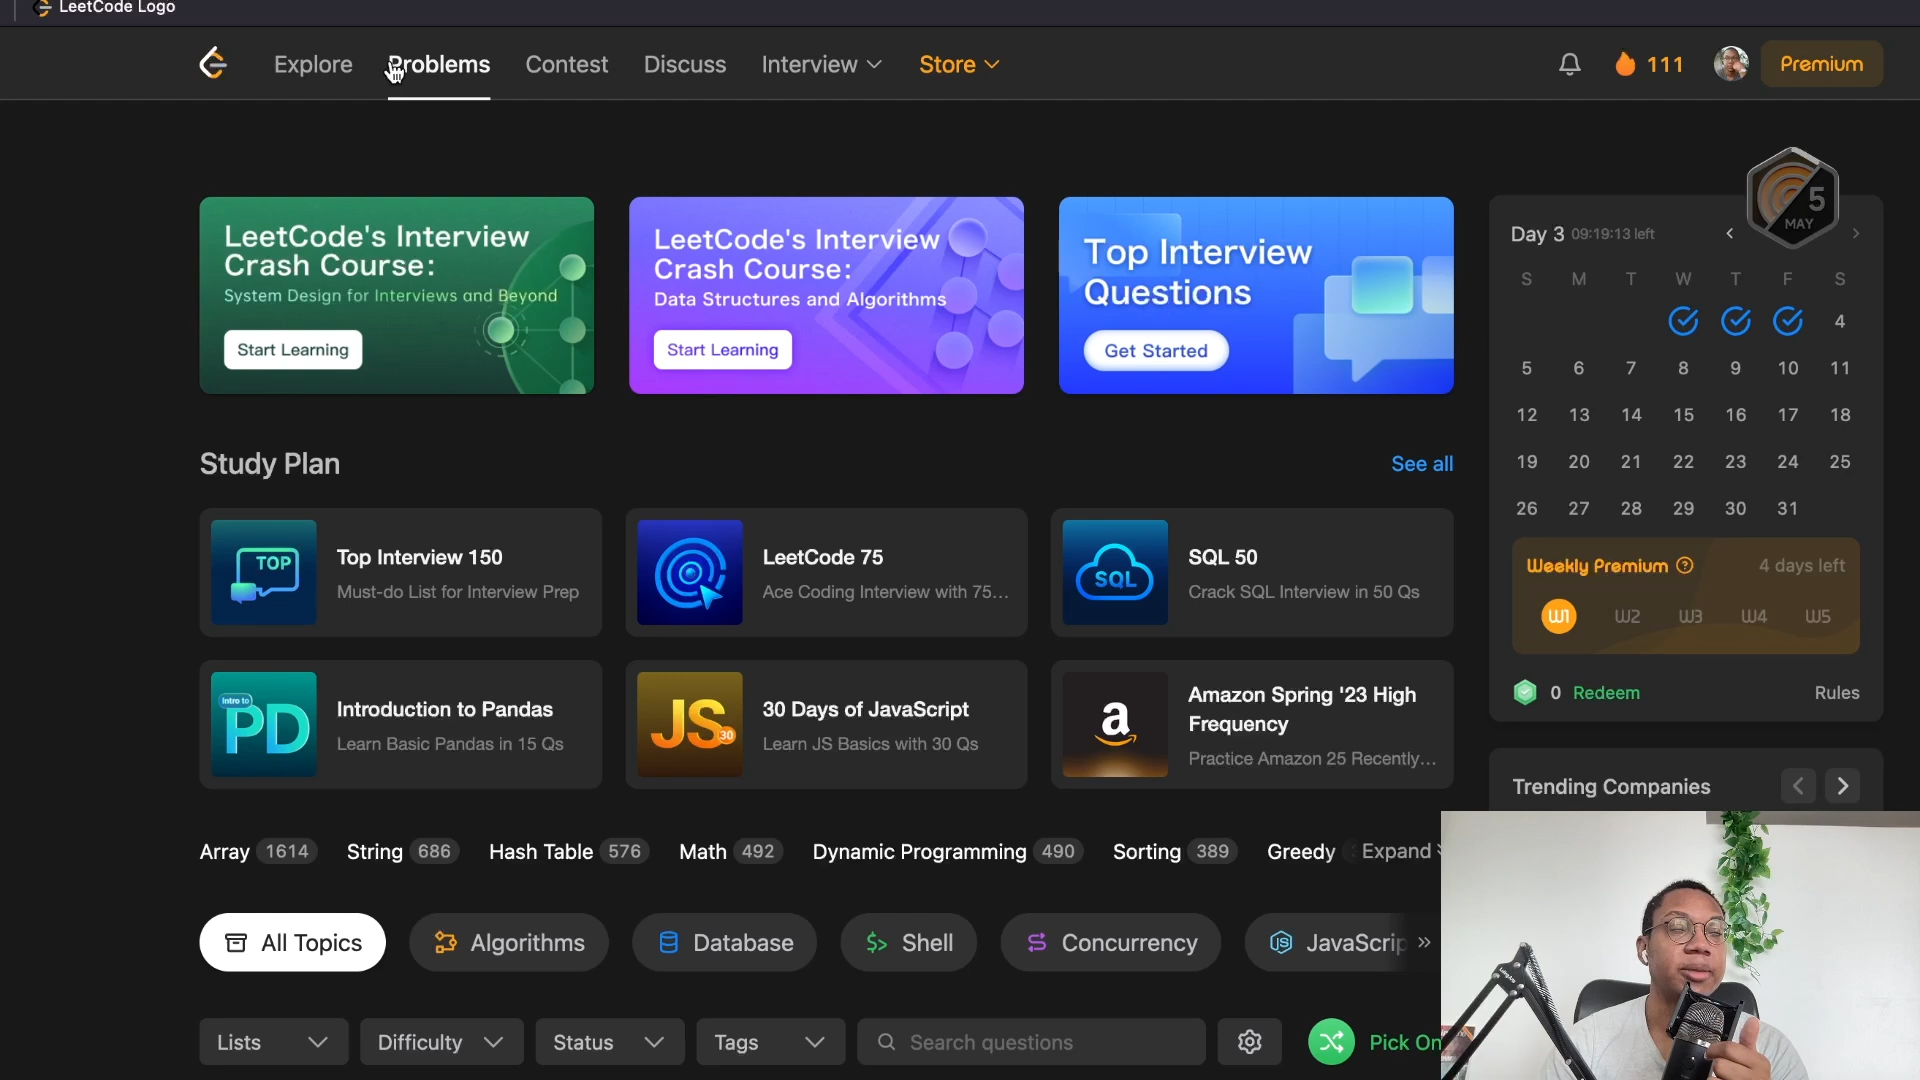 LeetCode Logo
Explore
Problems
Contest
Discuss
Interview
Store
111
Premium
LeetCode's Interview
Crash Course:
System Design for Interviews and Beyond
Start Learning
LeetCode's Interview
Crash Course:
Data Structures and Algorithms
Start Learning
Top Interview
Questions
Get Started
5
MAY
Day 3 09:19:13 left
S M T W T F S
4
5 6 7 8 9 10 11
12 13 14 15 16 17 18
19 20 21 22 23 24 25
26 27 28 29 30 31
Weekly Premium ?
4 days left
W1 W2 W3 W4 W5
0 Redeem
Rules
Study Plan
See all
TOP
Top Interview 150
Must-do List for Interview Prep
LeetCode 75
Ace Coding Interview with 75...
SQL
SQL 50
Crack SQL Interview in 50 Qs
Intro to
PD
Introduction to Pandas
Learn Basic Pandas in 15 Qs
JS
30
30 Days of JavaScript
Learn JS Basics with 30 Qs
a
Amazon Spring '23 High
Frequency
Practice Amazon 25 Recently...
Trending Companies
Array 1614
String 686
Hash Table 576
Math 492
Dynamic Programming 490
Sorting 389
Greedy
Expand
All Topics
Algorithms
Database
$ Shell
Concurrency
JS JavaScrip
Lists
Difficulty
Status
Tags
Search questions
Pick On